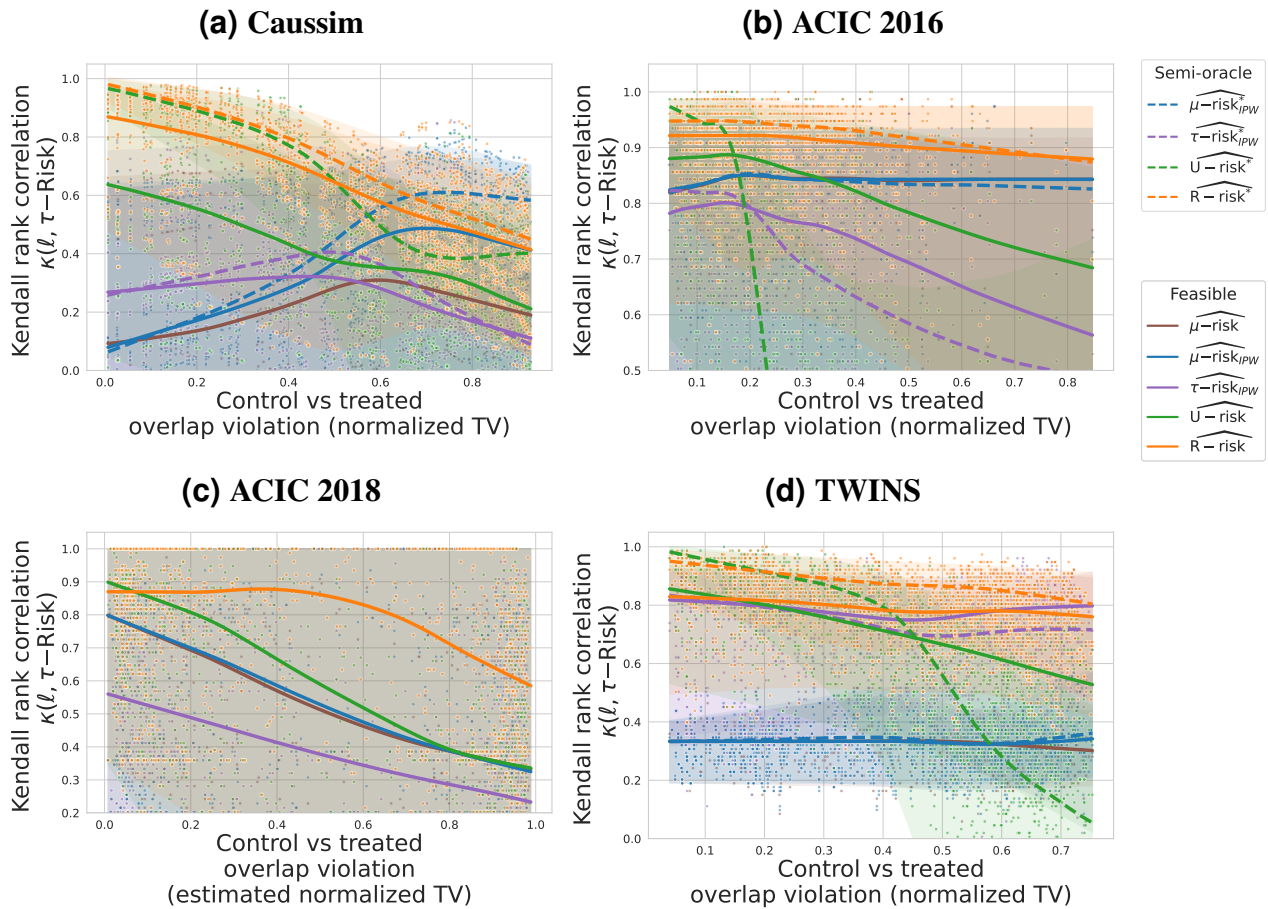 (a) Caussim
Kendall rank correlation
κ(ℓ, τ−Risk)
1.0
0.8
0.6
0.4
0.2
0.0
0.0 0.2 0.4 0.6 0.8
Control vs treated
overlap violation (normalized TV)
(b) ACIC 2016
Kendall rank correlation
κ(ℓ, τ−Risk)
1.0
0.9
0.8
0.7
0.6
0.5
0.1 0.2 0.3 0.4 0.5 0.6 0.7 0.8
Control vs treated
overlap violation (normalized TV)
Semi-oracle
μ−risk*IPW
τ−risk*IPW
U−risk*
R−risk*
Feasible
μ−risk
μ−riskIPW
τ−riskIPW
U−risk
R−risk
(c) ACIC 2018
Kendall rank correlation
κ(ℓ, τ−Risk)
1.0
0.9
0.8
0.7
0.6
0.5
0.4
0.3
0.2
0.0 0.2 0.4 0.6 0.8 1.0
Control vs treated
overlap violation
(estimated normalized TV)
(d) TWINS
Kendall rank correlation
κ(ℓ, τ−Risk)
1.0
0.8
0.6
0.4
0.2
0.0
0.1 0.2 0.3 0.4 0.5 0.6 0.7
Control vs treated
overlap violation (normalized TV)